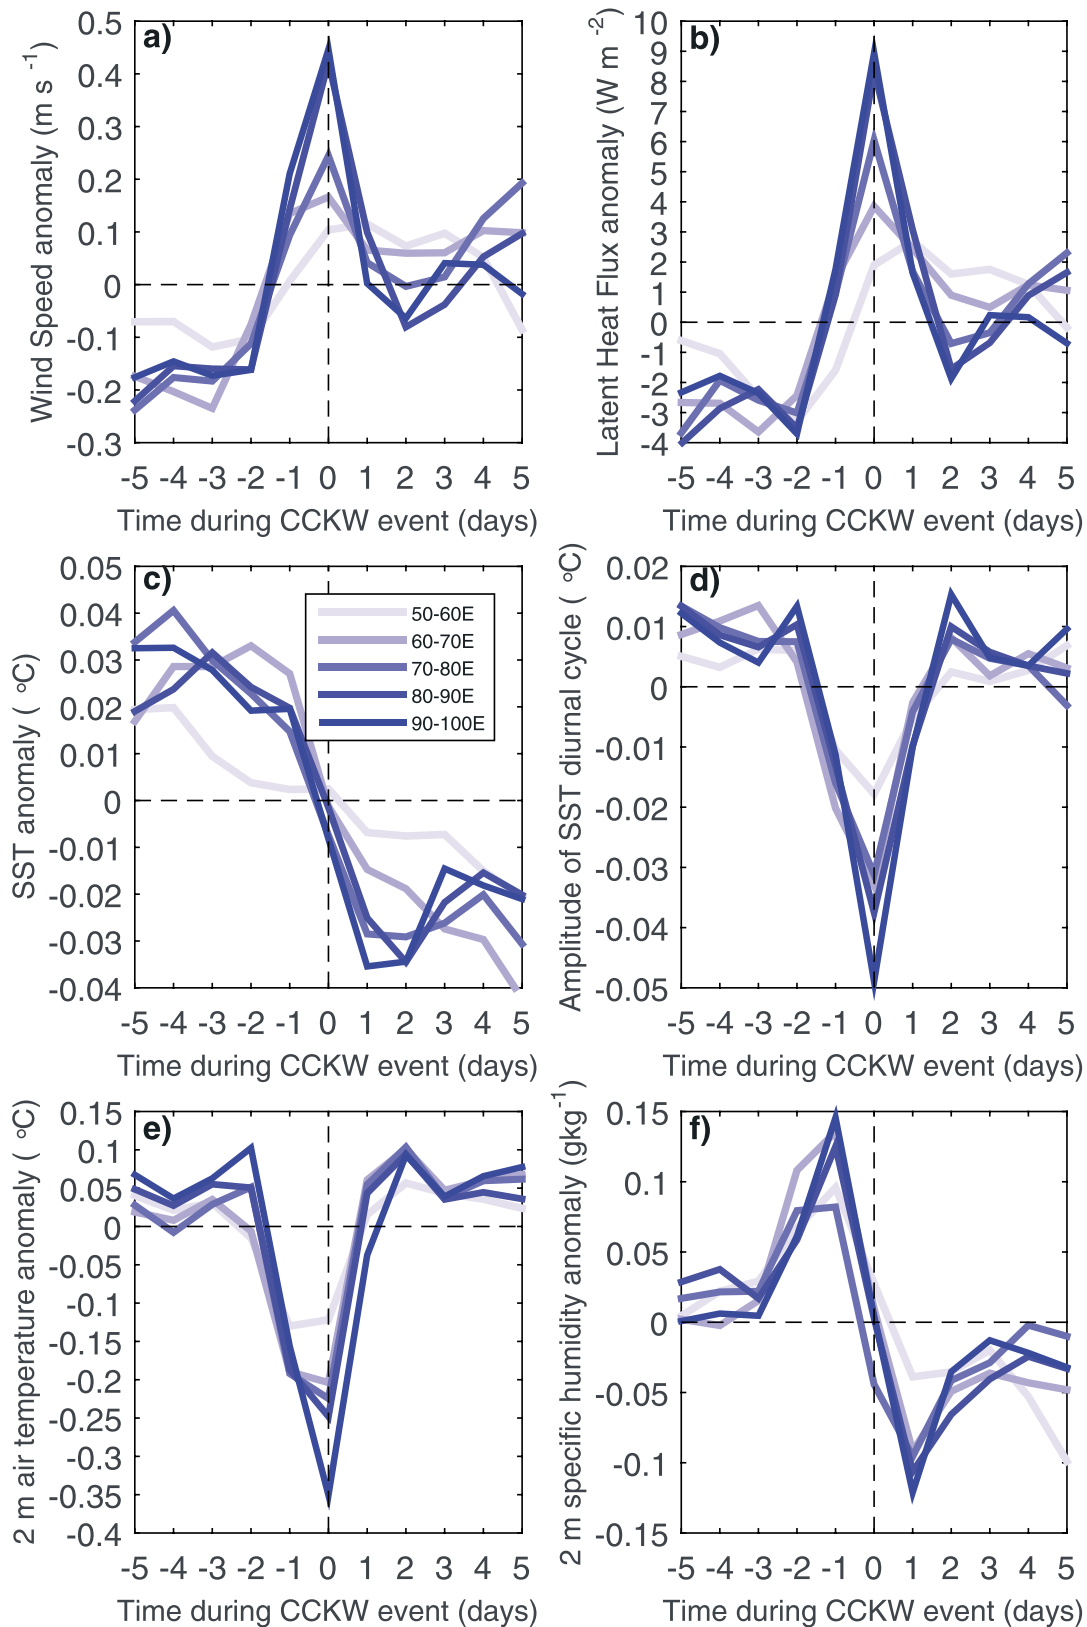 a)
Wind Speed anomaly (m s -1)
0.5
0.4
0.3
0.2
0.1
0
-0.1
-0.2
-0.3
-5 -4 -3 -2 -1 0 1 2 3 4 5
Time during CCKW event (days)
b)
Latent Heat Flux anomaly (W m -2)
10
9
8
7
6
5
4
3
2
1
0
-1
-2
-3
-4
-5 -4 -3 -2 -1 0 1 2 3 4 5
Time during CCKW event (days)
c)
SST anomaly ( °C)
0.05
0.04
0.03
0.02
0.01
0
-0.01
-0.02
-0.03
-0.04
50-60E
60-70E
70-80E
80-90E
90-100E
-5 -4 -3 -2 -1 0 1 2 3 4 5
Time during CCKW event (days)
d)
Amplitude of SST diurnal cycle ( °C)
0.02
0.01
0
-0.01
-0.02
-0.03
-0.04
-0.05
-5 -4 -3 -2 -1 0 1 2 3 4 5
Time during CCKW event (days)
e)
2 m air temperature anomaly ( °C)
0.15
0.1
0.05
0
-0.05
-0.1
-0.15
-0.2
-0.25
-0.3
-0.35
-0.4
-5 -4 -3 -2 -1 0 1 2 3 4 5
Time during CCKW event (days)
f)
2 m specific humidity anomaly (gkg-1)
0.15
0.1
0.05
0
-0.05
-0.1
-0.15
-5 -4 -3 -2 -1 0 1 2 3 4 5
Time during CCKW event (days)